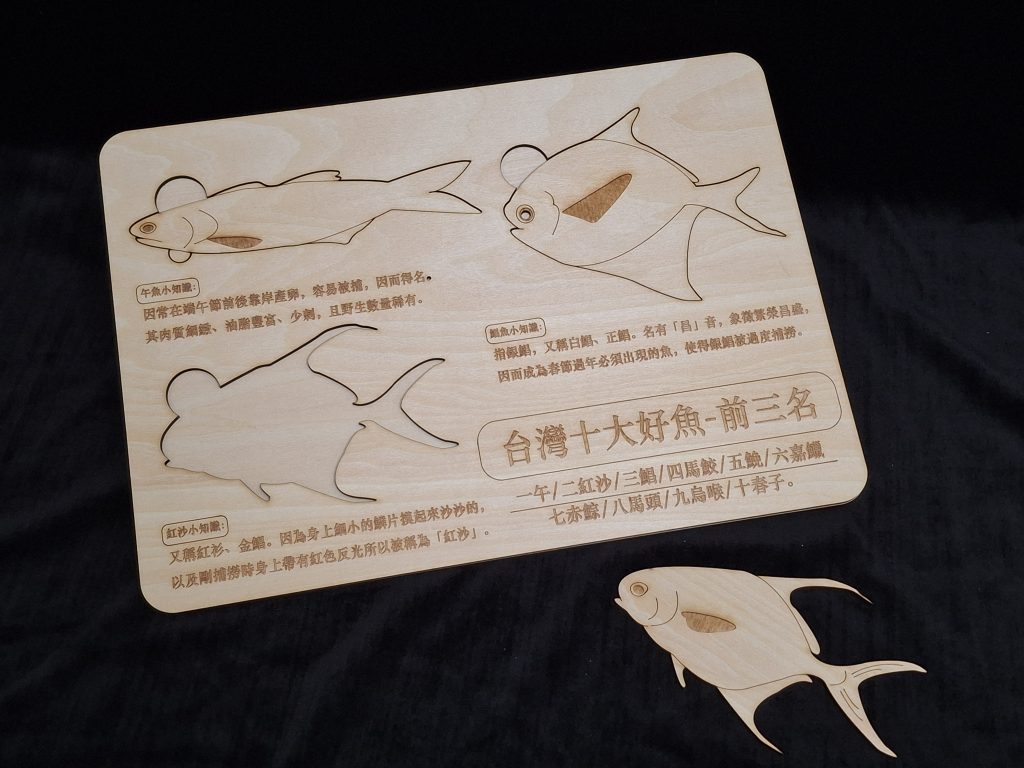 午魚小知識:
因常在端午節前後靠岸產卵，容易被捕，因而得名。
其肉質細緻、油脂豐富、少刺，且野生數量稀有。
鯧魚小知識:
指銀鯧，又稱白鯧、正鯧。名有「昌」音，象徵繁榮昌盛，
因而成為春節過年必須出現的魚，使得銀鯧被過度捕撈。
台灣十大好魚-前三名
一午/二紅沙/三鯧/四馬鮫/五鮸/六嘉鱲
七赤鯮/八馬頭/九烏喉/十春子。
紅沙小知識:
又稱紅衫、金鯧。因為身上細小的鱗片摸起來沙沙的，
以及剛捕撈時身上帶有紅色反光所以被稱為「紅沙」。